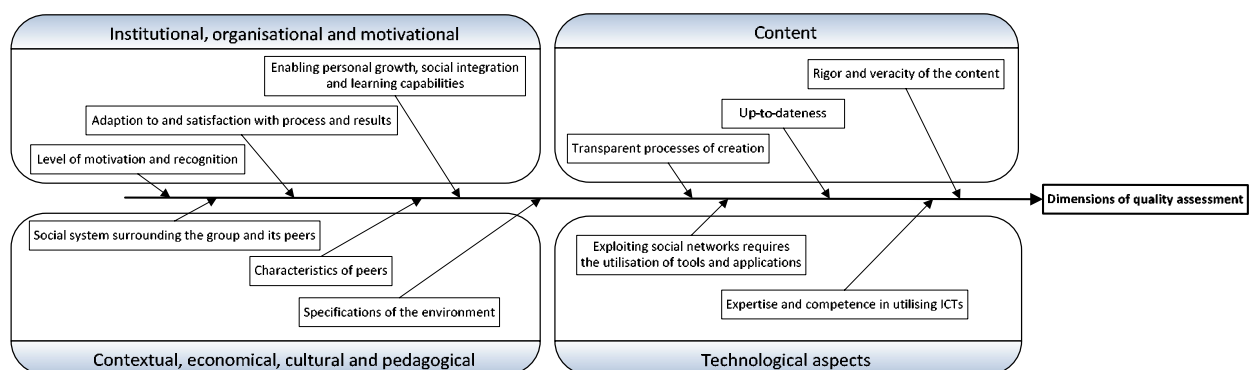 Institutional, organisational and motivational
Enabling personal growth, social integration
and learning capabilities
Adaption to and satisfaction with process and results
Level of motivation and recognition
Content
Rigor and veracity of the content
Up-to-dateness
Transparent processes of creation
Dimensions of quality assessment
Social system surrounding the group and its peers
Characteristics of peers
Specifications of the environment
Contextual, economical, cultural and pedagogical
Exploiting social networks requires
the utilisation of tools and applications
Expertise and competence in utilising ICTs
Technological aspects